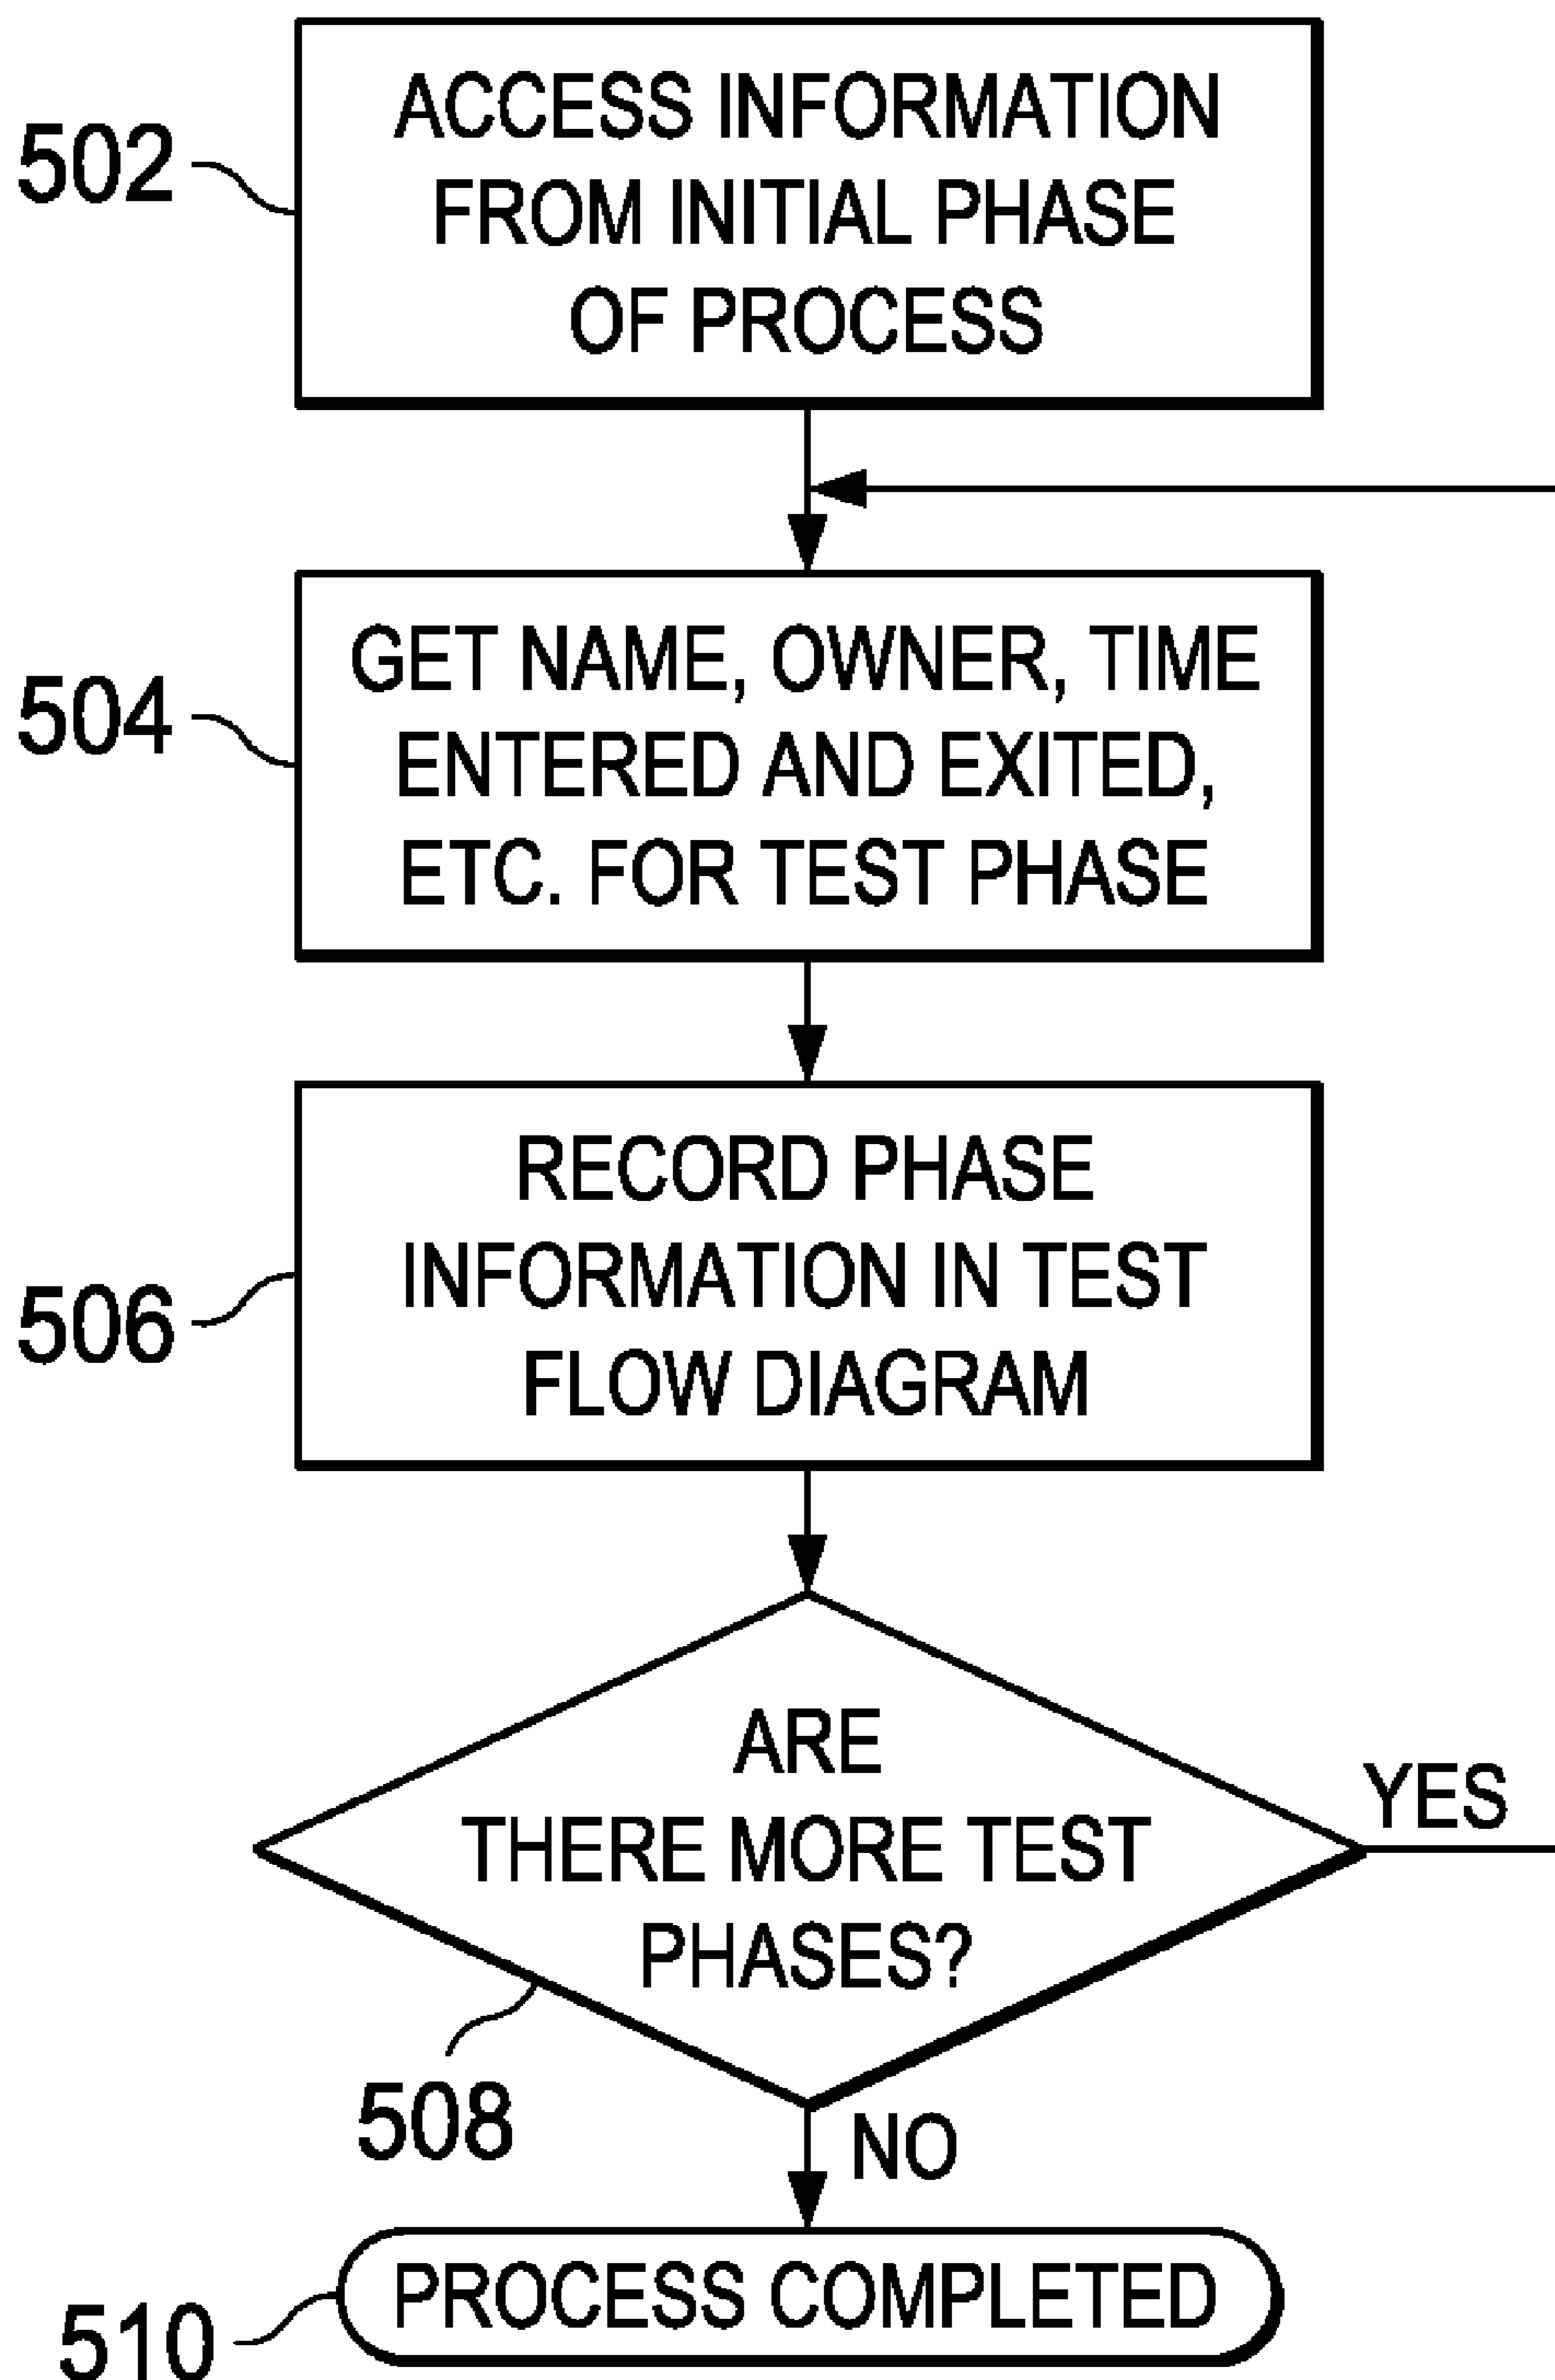 502
ACCESS INFORMATION
FROM INITIAL PHASE
OF PROCESS
504
GET NAME, OWNER, TIME
ENTERED AND EXITED,
ETC. FOR TEST PHASE
506
RECORD PHASE
INFORMATION IN TEST
FLOW DIAGRAM
ARE
THERE MORE TEST
PHASES?
YES
508
NO
510
PROCESS COMPLETED